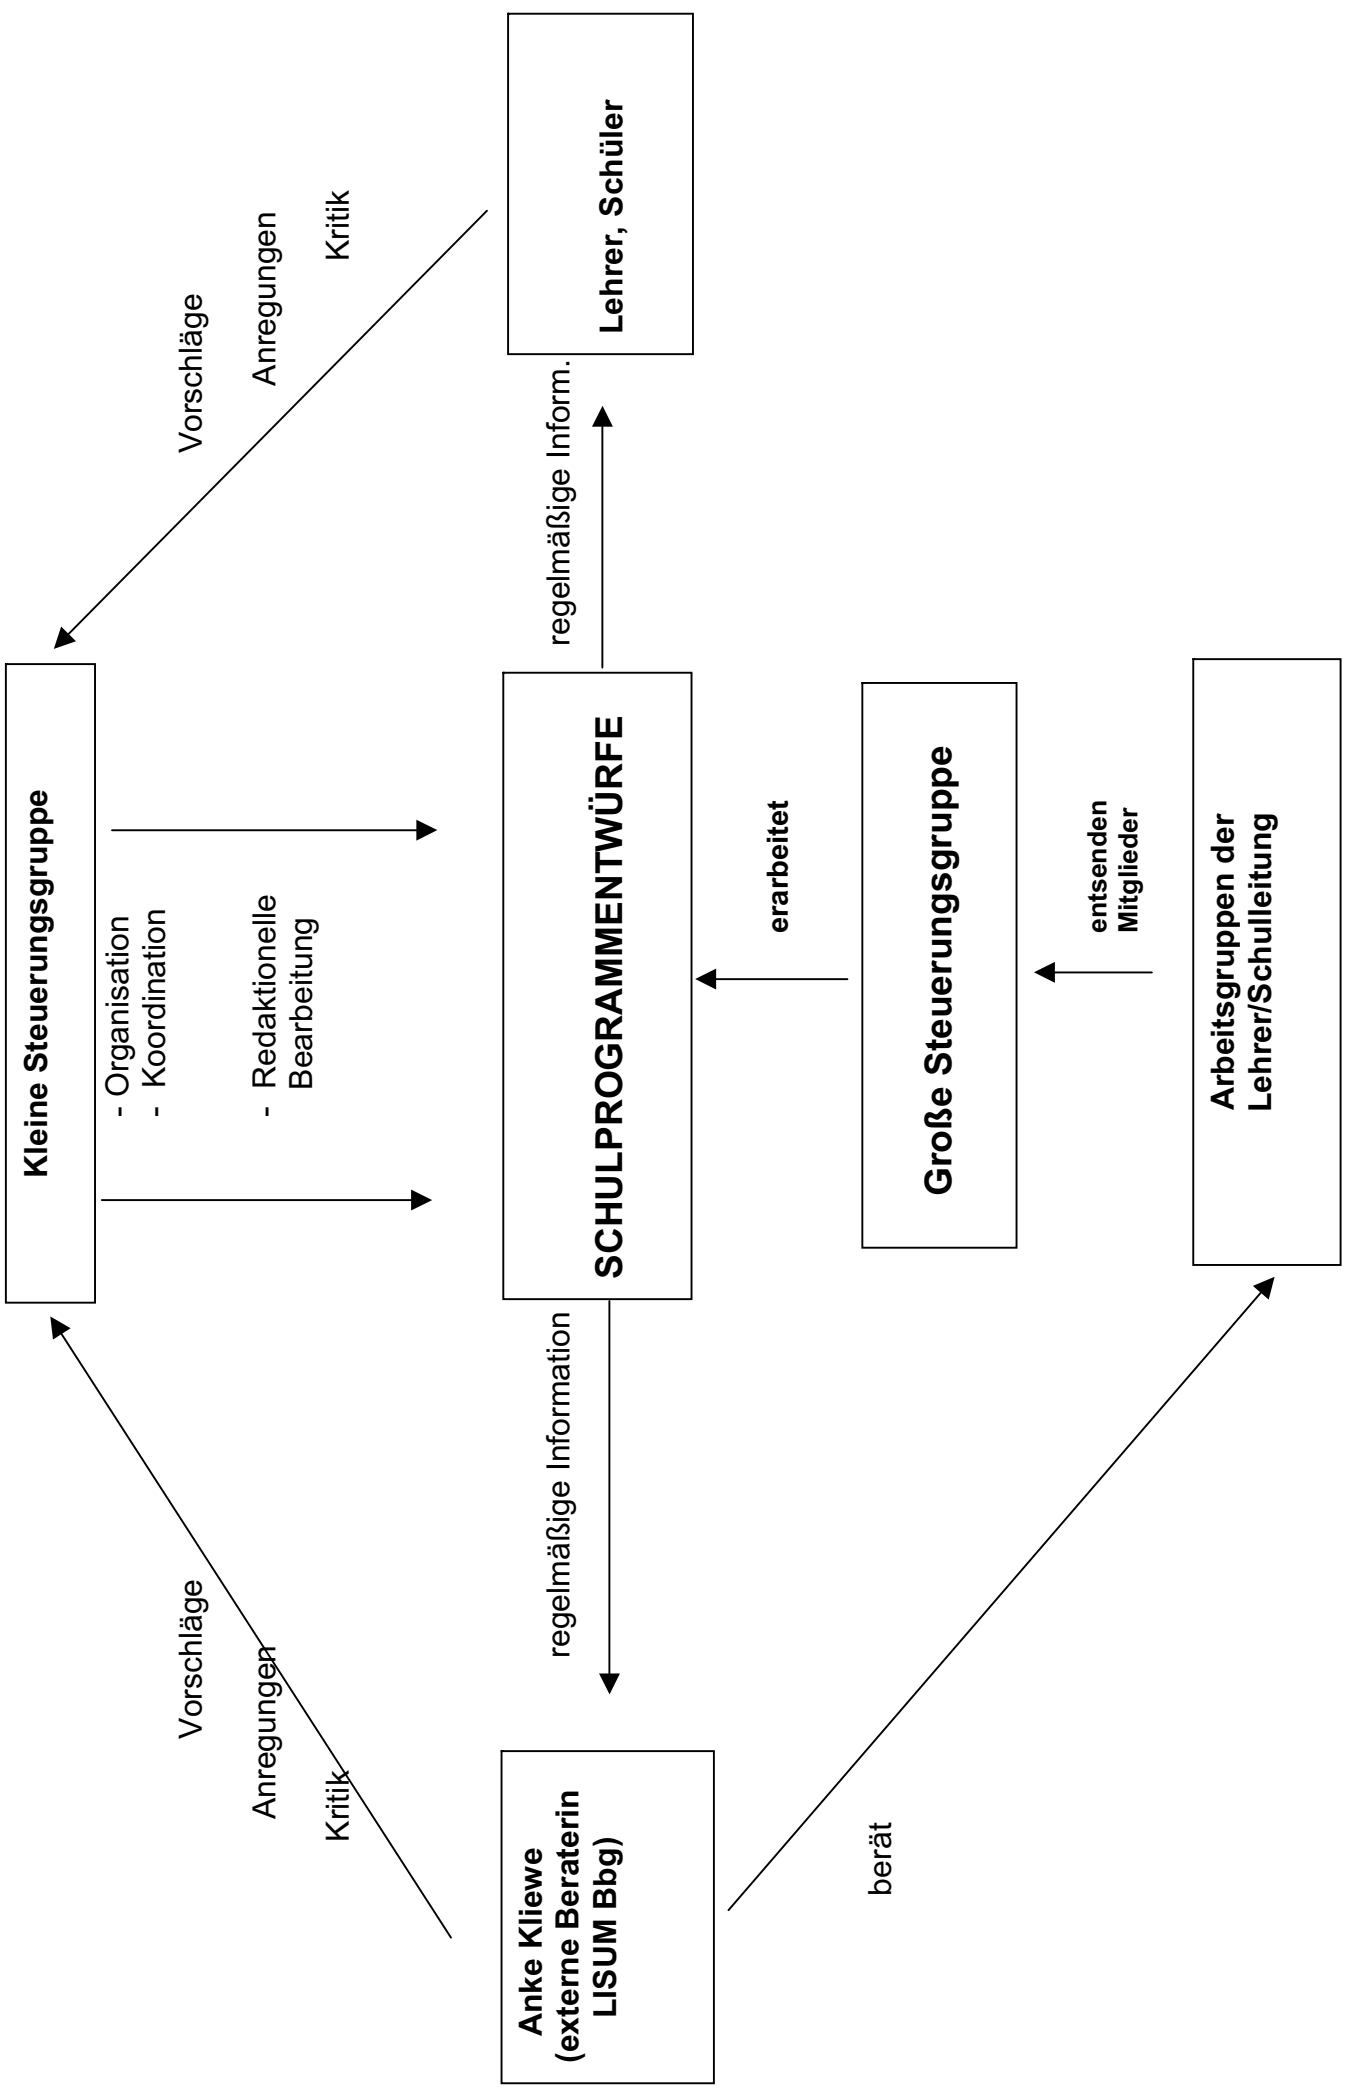 Kleine Steuerungsgruppe
- Organisation
- Koordination
- Redaktionelle
Bearbeitung
Vorschläge
Anregungen
Kritik
Vorschläge
Anregungen
Kritik
Anke Kliewe
(externe Beraterin
LISUM Bbg)
regelmäßige Information
SCHULPROGRAMMENTWÜRFE
regelmäßige Inform.
Lehrer, Schüler
erarbeitet
berät
Große Steuerungsgruppe
entsenden
Mitglieder
Arbeitsgruppen der
Lehrer/Schulleitung